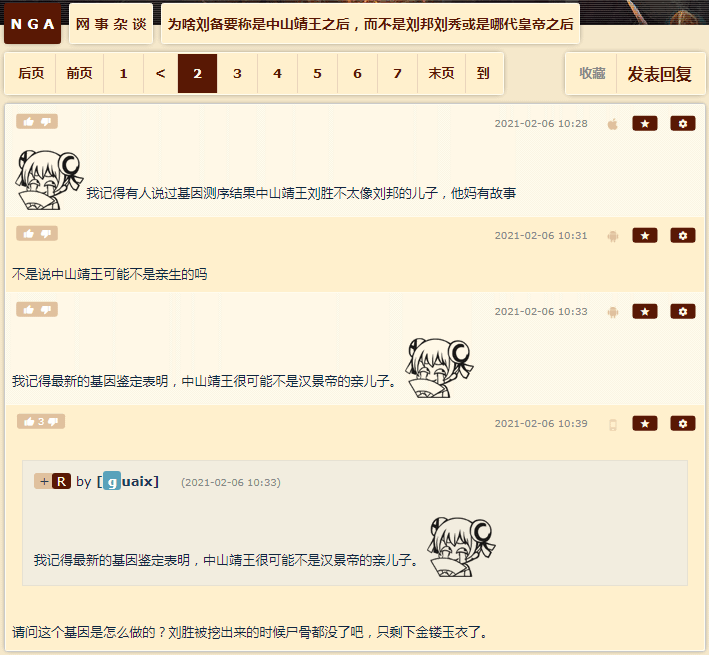 NGA 网事杂谈 为啥刘备要称是中山靖王之后，而不是刘邦刘秀或是哪代皇帝之后
后页 前页 1 < 2 3 4 5 6 7 末页 到 收藏 发表回复
2021-02-06 10:28
我记得有人说过基因测序结果中山靖王刘胜不太像刘邦的儿子，他妈有故事
2021-02-06 10:31
不是说中山靖王可能不是亲生的吗
2021-02-06 10:33
我记得最新的基因鉴定表明，中山靖王很可能不是汉景帝的亲儿子。
3 2021-02-06 10:39
+ R by [guaix] (2021-02-06 10:33)
我记得最新的基因鉴定表明，中山靖王很可能不是汉景帝的亲儿子。
请问这个基因是怎么做的？刘胜被挖出来的时候尸骨都没了吧，只剩下金镂玉衣了。